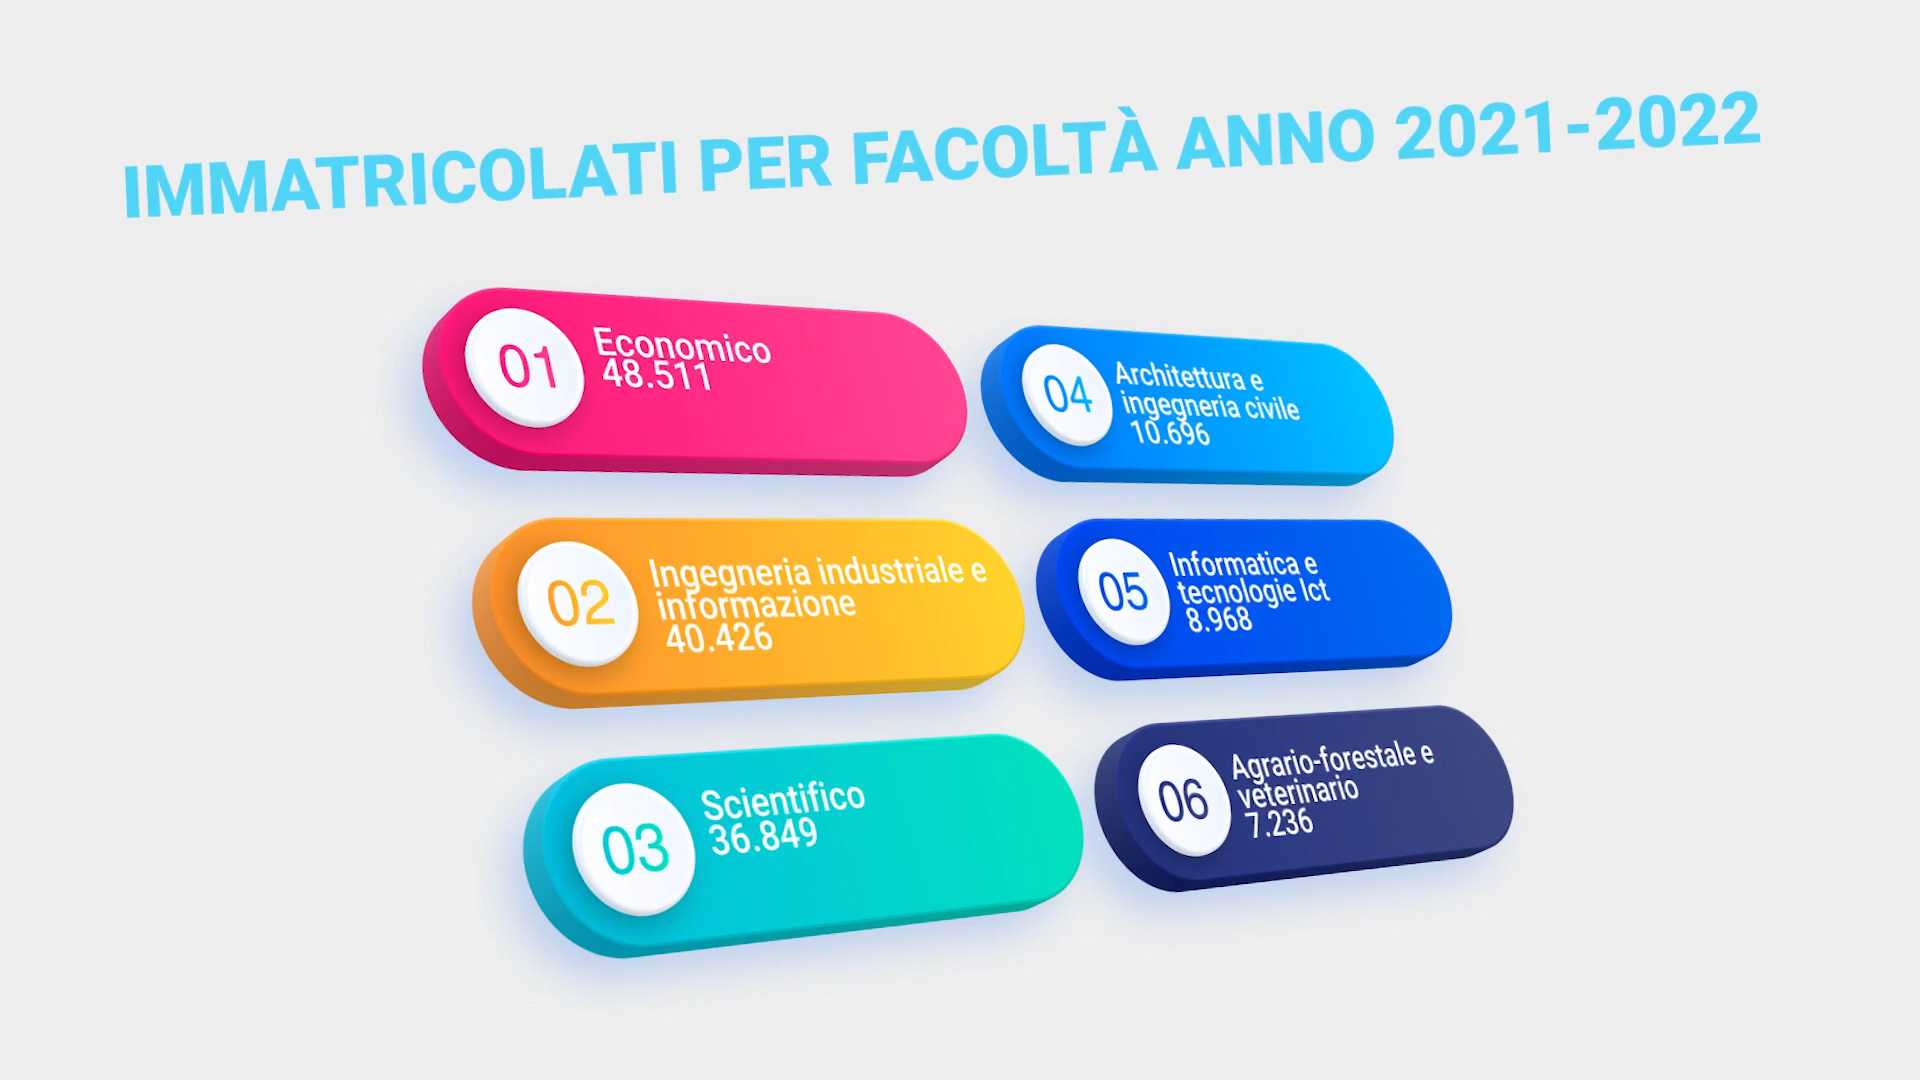 IMMATRICOLATI PER FACOLTÀ ANNO 2021-2022
01
Economico
48.511
02
Ingegneria industriale e
informazione
40.426
03
Scientifico
36.849
04
Architettura e
ingegneria civile
10.696
05
Informatica e
tecnologie Ict
8.968
06
Agrario-forestale e
veterinario
7.236